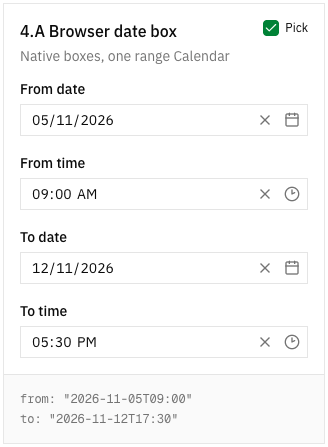 4.A Browser date box
Pick
Native boxes, one range Calendar
From date
05/11/2026
From time
09:00 AM
To date
12/11/2026
To time
05:30 PM
from: "2026-11-05T09:00"
to: "2026-11-12T17:30"